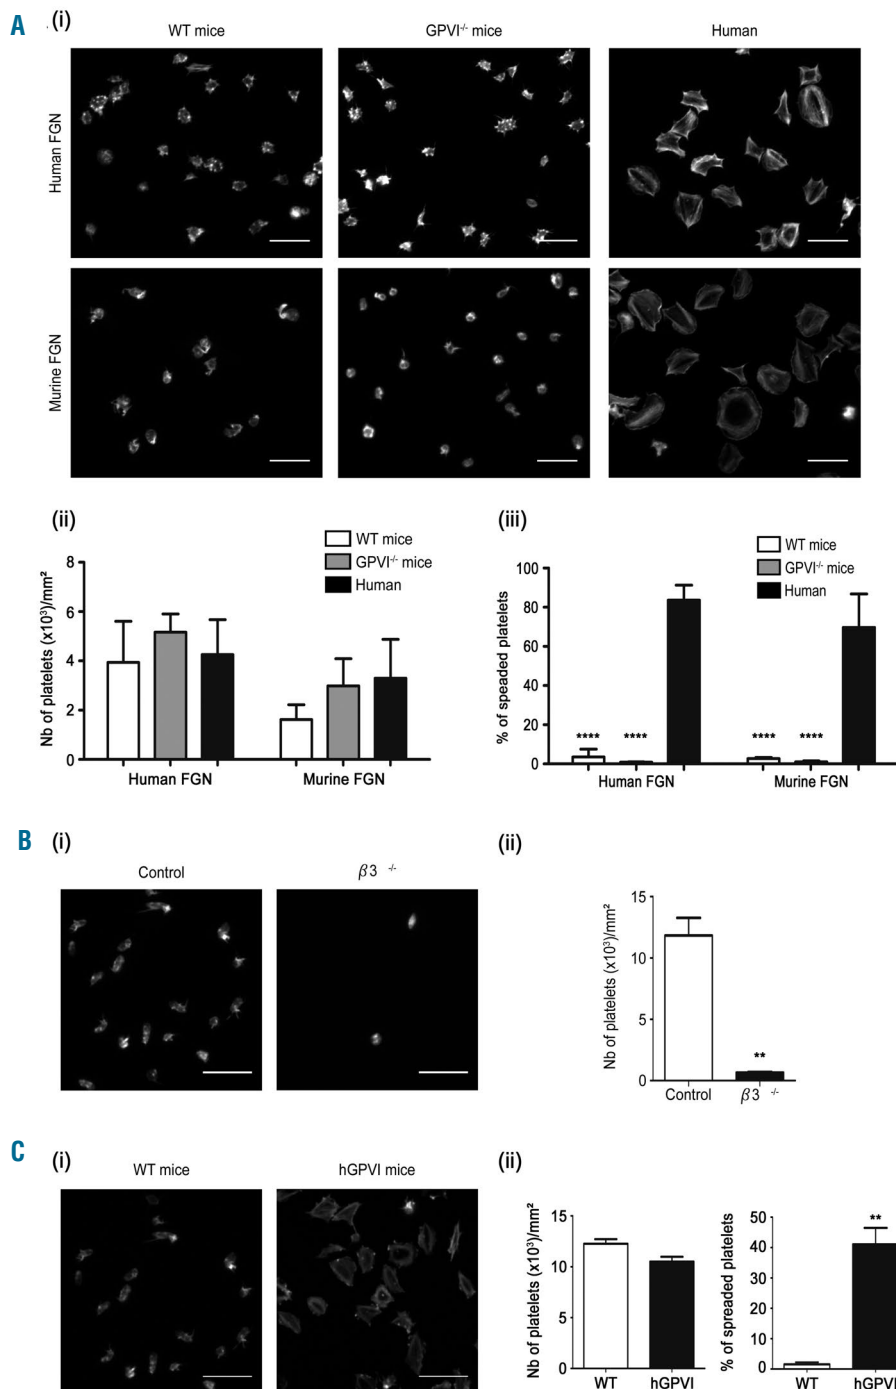 A (i)
WT mice GPVI-/- mice Human
Human FGN
Murine FGN
(ii)
WT mice
GPVI-/- mice
Human
Nb of platelets (x10³)/mm²
8
6
4
2
0
Human FGN Murine FGN
(iii)
WT mice
GPVI-/- mice
Human
% of speaded platelets
100
80
60
40
20
0
**** **** **** ****
Human FGN Murine FGN
B (i)
Control β3 -/-
(ii)
Nb of platelets (x10³)/mm²
15
10
5
0
**
Control β3 -/-
C (i)
WT mice hGPVI mice
(ii)
Nb of platelets (x10³)/mm²
15
10
5
0
WT hGPVI
% of spreaded platelets
50
40
30
20
10
0
**
WT hGPVI